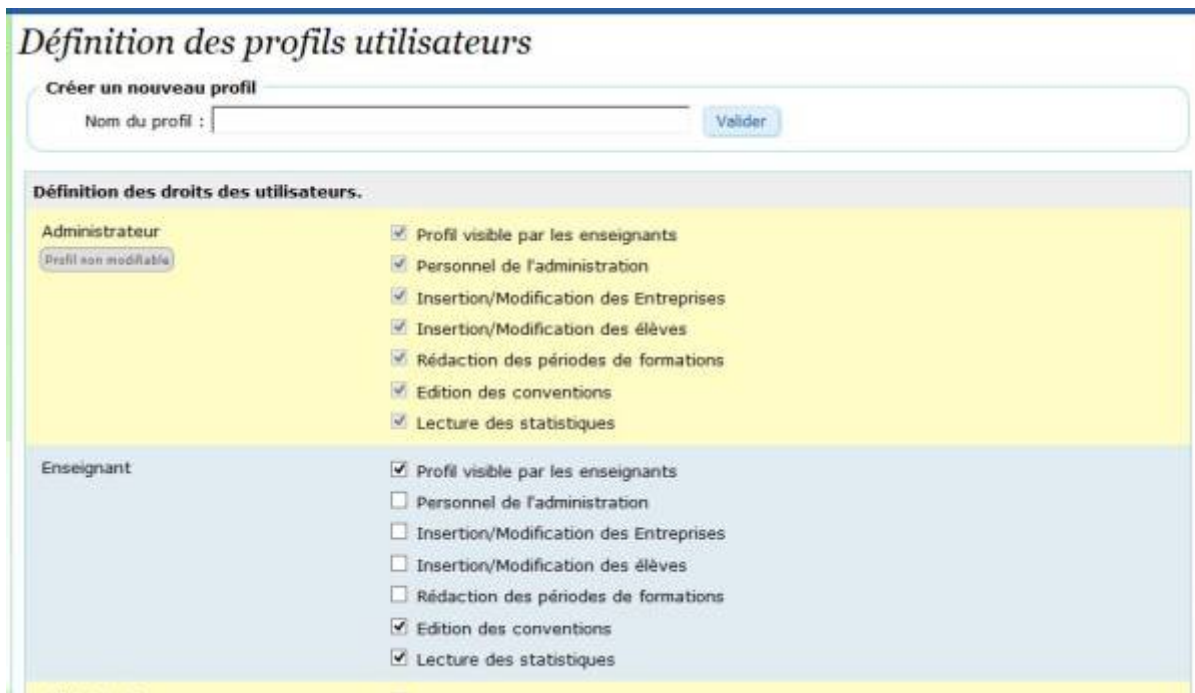 Définition des profils utilisateurs
Créer un nouveau profil
Nom du profil :
Valider
Définition des droits des utilisateurs.
Administrateur
Profil non modifiable
Profil visible par les enseignants
Personnel de l'administration
Insertion/Modification des Entreprises
Insertion/Modification des élèves
Rédaction des périodes de formations
Edition des conventions
Lecture des statistiques
Enseignant
Profil visible par les enseignants
Personnel de l'administration
Insertion/Modification des Entreprises
Insertion/Modification des élèves
Rédaction des périodes de formations
Edition des conventions
Lecture des statistiques